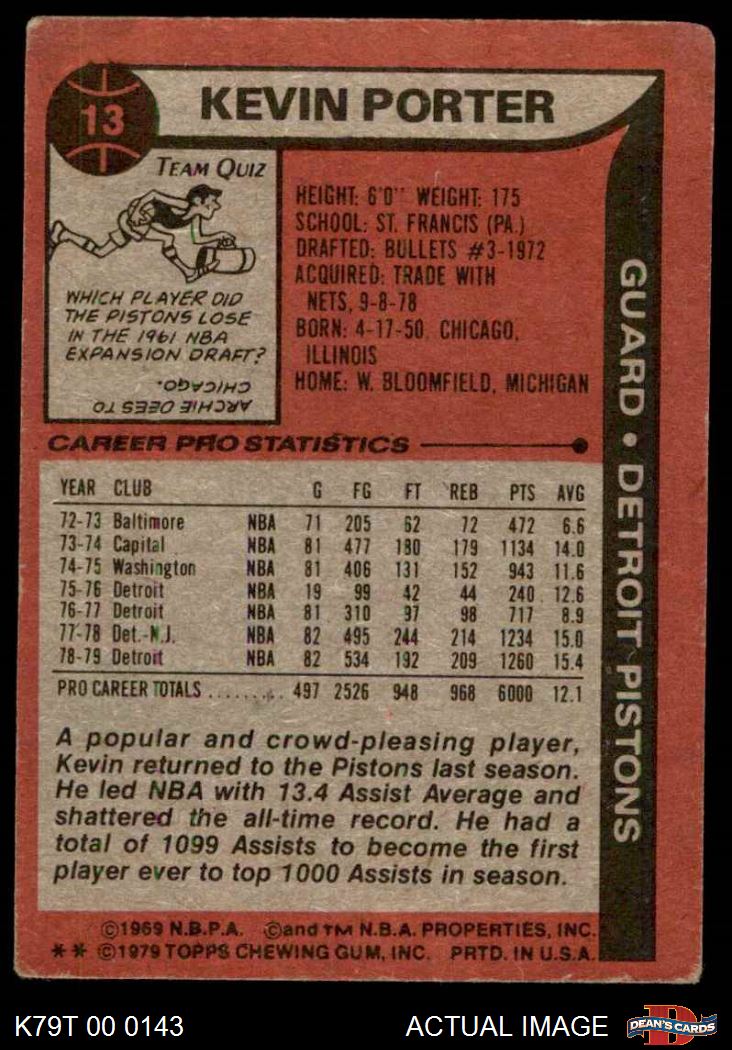 13
KEVIN PORTER
TEAM QUIZ
WHICH PLAYER DID
THE PISTONS LOSE
IN THE 1961 NBA
EXPANSION DRAFT?
ARCHIE DEES TO
CHICAGO.
HEIGHT: 6'0" WEIGHT: 175
SCHOOL: ST. FRANCIS (PA.)
DRAFTED: BULLETS #3-1972
ACQUIRED: TRADE WITH
NETS, 9-8-78
BORN: 4-17-50, CHICAGO,
ILLINOIS
HOME: W. BLOOMFIELD, MICHIGAN
GUARD • DETROIT PISTONS
CAREER PRO STATISTICS
YEAR CLUB G FG FT REB PTS AVG
72-73 Baltimore NBA 71 205 62 72 472 6.6
73-74 Capital NBA 81 477 180 179 1134 14.0
74-75 Washington NBA 81 406 131 152 943 11.6
75-76 Detroit NBA 19 99 42 44 240 12.6
76-77 Detroit NBA 81 310 97 98 717 8.9
77-78 Det.-N.J. NBA 82 495 244 214 1234 15.0
78-79 Detroit NBA 82 534 192 209 1260 15.4
PRO CAREER TOTALS ......... 497 2526 948 968 6000 12.1
A popular and crowd-pleasing player,
Kevin returned to the Pistons last season.
He led NBA with 13.4 Assist Average and
shattered the all-time record. He had a
total of 1099 Assists to become the first
player ever to top 1000 Assists in season.
©1969 N.B.P.A. ©and TM N.B.A. PROPERTIES, INC.
** ©1979 TOPPS CHEWING GUM, INC. PRTD. IN U.S.A.
K79T 00 0143
ACTUAL IMAGE
D
DEAN'S CARDS